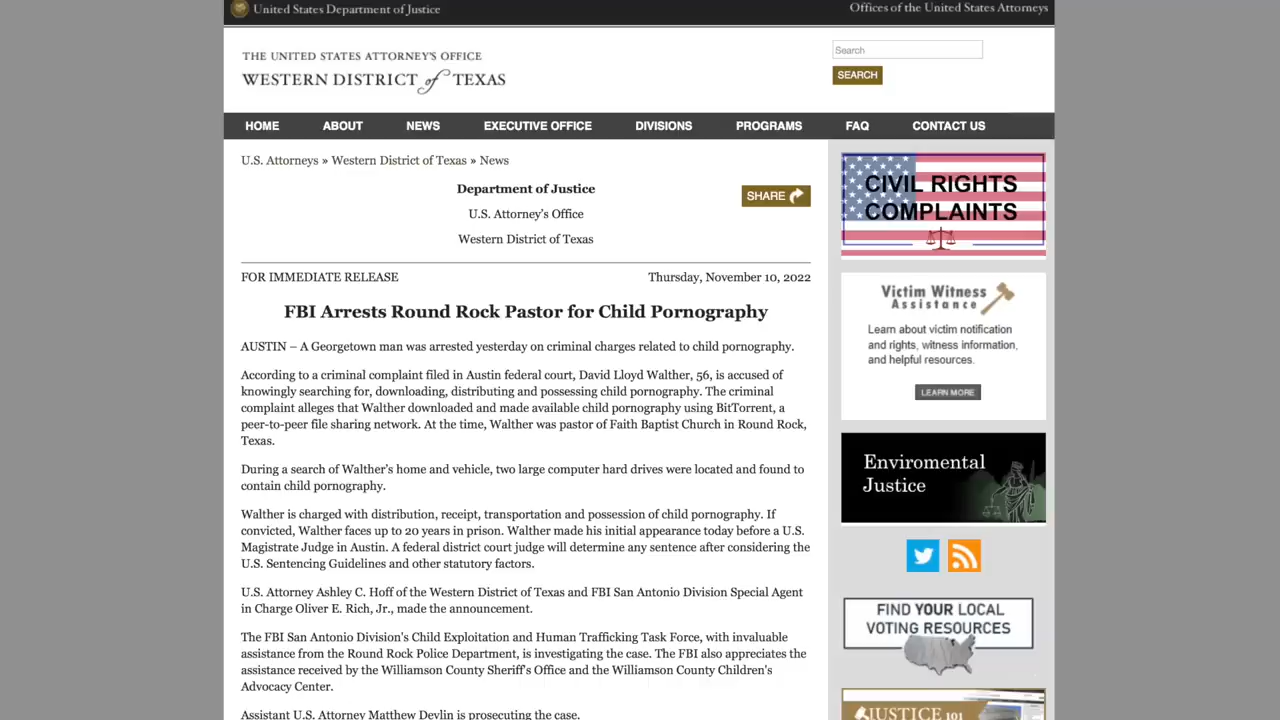 United States Department of Justice
Offices of the United States Attorneys
THE UNITED STATES ATTORNEY'S OFFICE
WESTERN DISTRICT of TEXAS
Search
SEARCH
HOME ABOUT NEWS EXECUTIVE OFFICE DIVISIONS PROGRAMS FAQ CONTACT US
U.S. Attorneys » Western District of Texas » News
Department of Justice
SHARE
U.S. Attorney's Office
Western District of Texas
FOR IMMEDIATE RELEASE
Thursday, November 10, 2022
FBI Arrests Round Rock Pastor for Child Pornography
AUSTIN – A Georgetown man was arrested yesterday on criminal charges related to child pornography.
According to a criminal complaint filed in Austin federal court, David Lloyd Walther, 56, is accused of
knowingly searching for, downloading, distributing and possessing child pornography. The criminal
complaint alleges that Walther downloaded and made available child pornography using BitTorrent, a
peer-to-peer file sharing network. At the time, Walther was pastor of Faith Baptist Church in Round Rock,
Texas.
During a search of Walther's home and vehicle, two large computer hard drives were located and found to
contain child pornography.
Walther is charged with distribution, receipt, transportation and possession of child pornography. If
convicted, Walther faces up to 20 years in prison. Walther made his initial appearance today before a U.S.
Magistrate Judge in Austin. A federal district court judge will determine any sentence after considering the
U.S. Sentencing Guidelines and other statutory factors.
U.S. Attorney Ashley C. Hoff of the Western District of Texas and FBI San Antonio Division Special Agent
in Charge Oliver E. Rich, Jr., made the announcement.
The FBI San Antonio Division's Child Exploitation and Human Trafficking Task Force, with invaluable
assistance from the Round Rock Police Department, is investigating the case. The FBI also appreciates the
assistance received by the Williamson County Sheriff's Office and the Williamson County Children's
Advocacy Center.
Assistant U.S. Attorney Matthew Devlin is prosecuting the case.
CIVIL RIGHTS
COMPLAINTS
Victim Witness
Assistance
Learn about victim notification
and rights, witness information,
and helpful resources.
LEARN MORE
Enviromental
Justice
FIND YOUR LOCAL
VOTING RESOURCES
JUSTICE 101